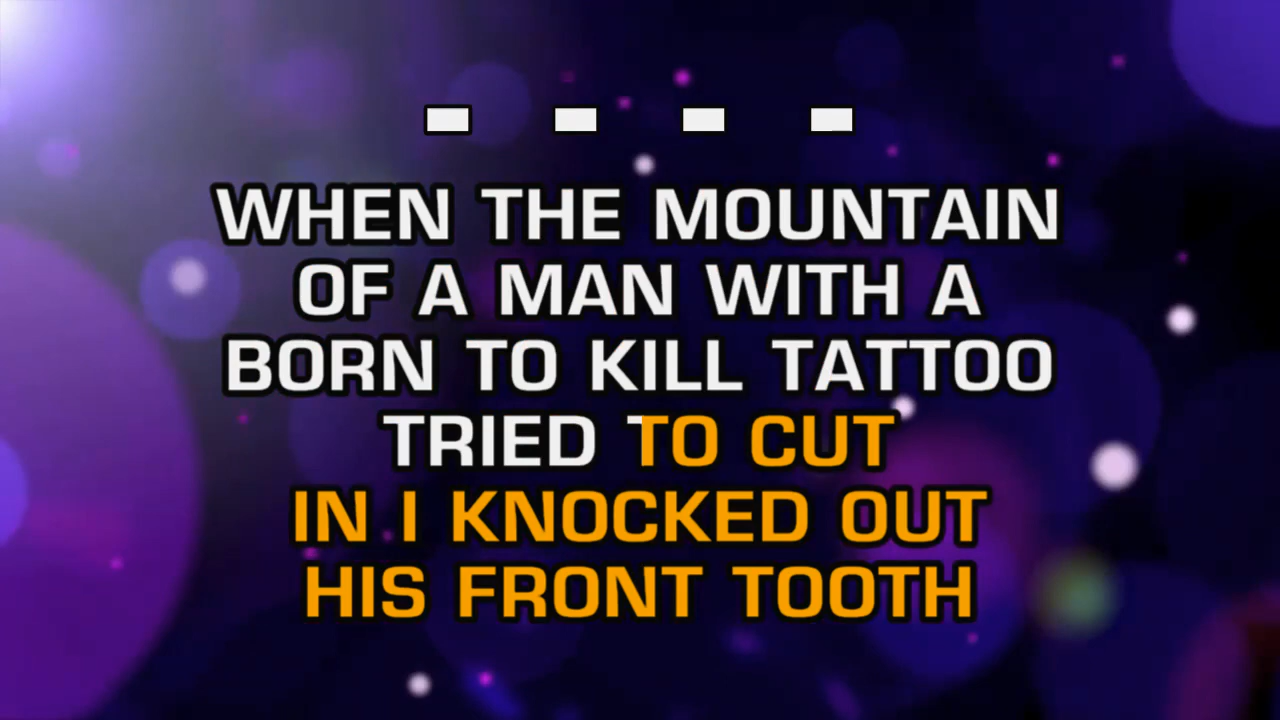 WHEN THE MOUNTAIN
OF A MAN WITH A
BORN TO KILL TATTOO
TRIED TO CUT
IN I KNOCKED OUT
HIS FRONT TOOTH